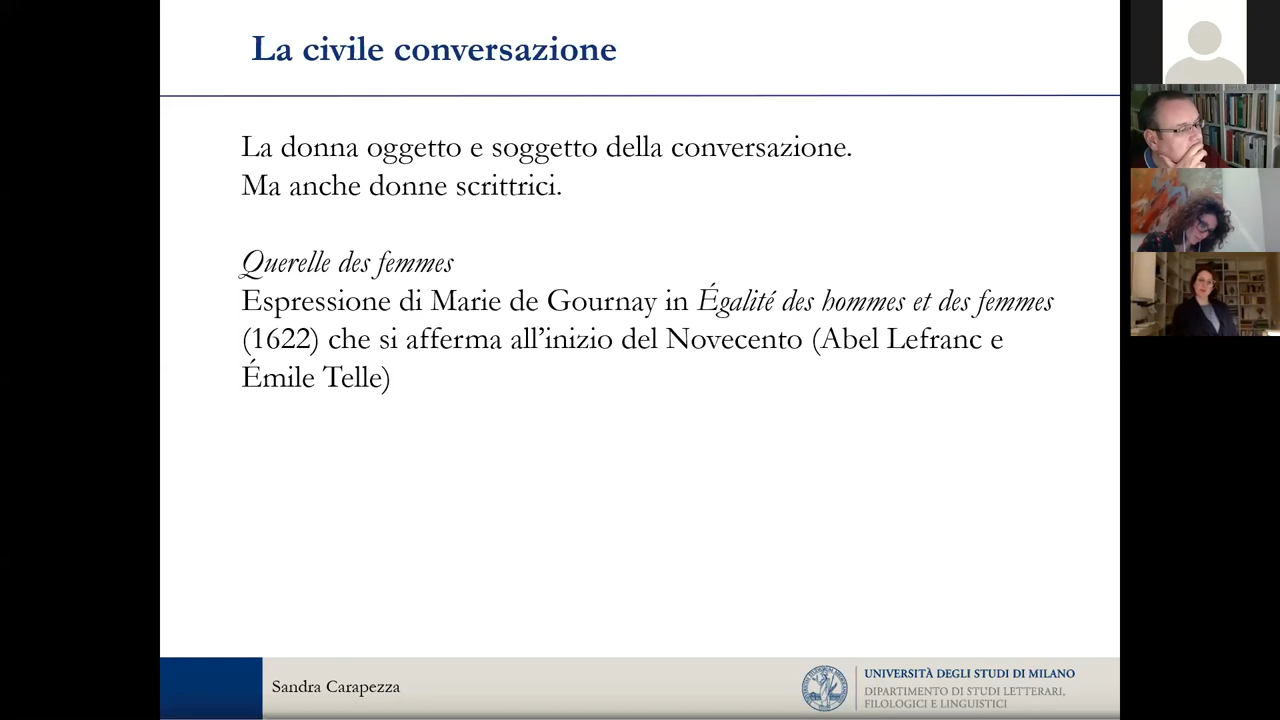 La civile conversazione
La donna oggetto e soggetto della conversazione.
Ma anche donne scrittrici.
Querelle des femmes
Espressione di Marie de Gournay in Égalité des hommes et des femmes
(1622) che si afferma all’inizio del Novecento (Abel Lefranc e
Émile Telle)
Sandra Carapezza
UNIVERSITÀ DEGLI STUDI DI MILANO
DIPARTIMENTO DI STUDI LETTERARI,
FILOLOGICI E LINGUISTICI